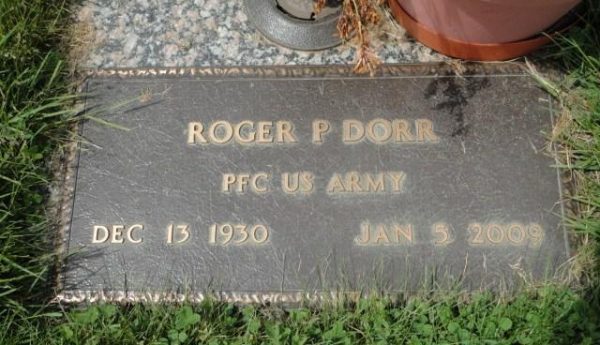 ROGER P DORR
PFC US ARMY
DEC 13 1930 JAN 5 2009